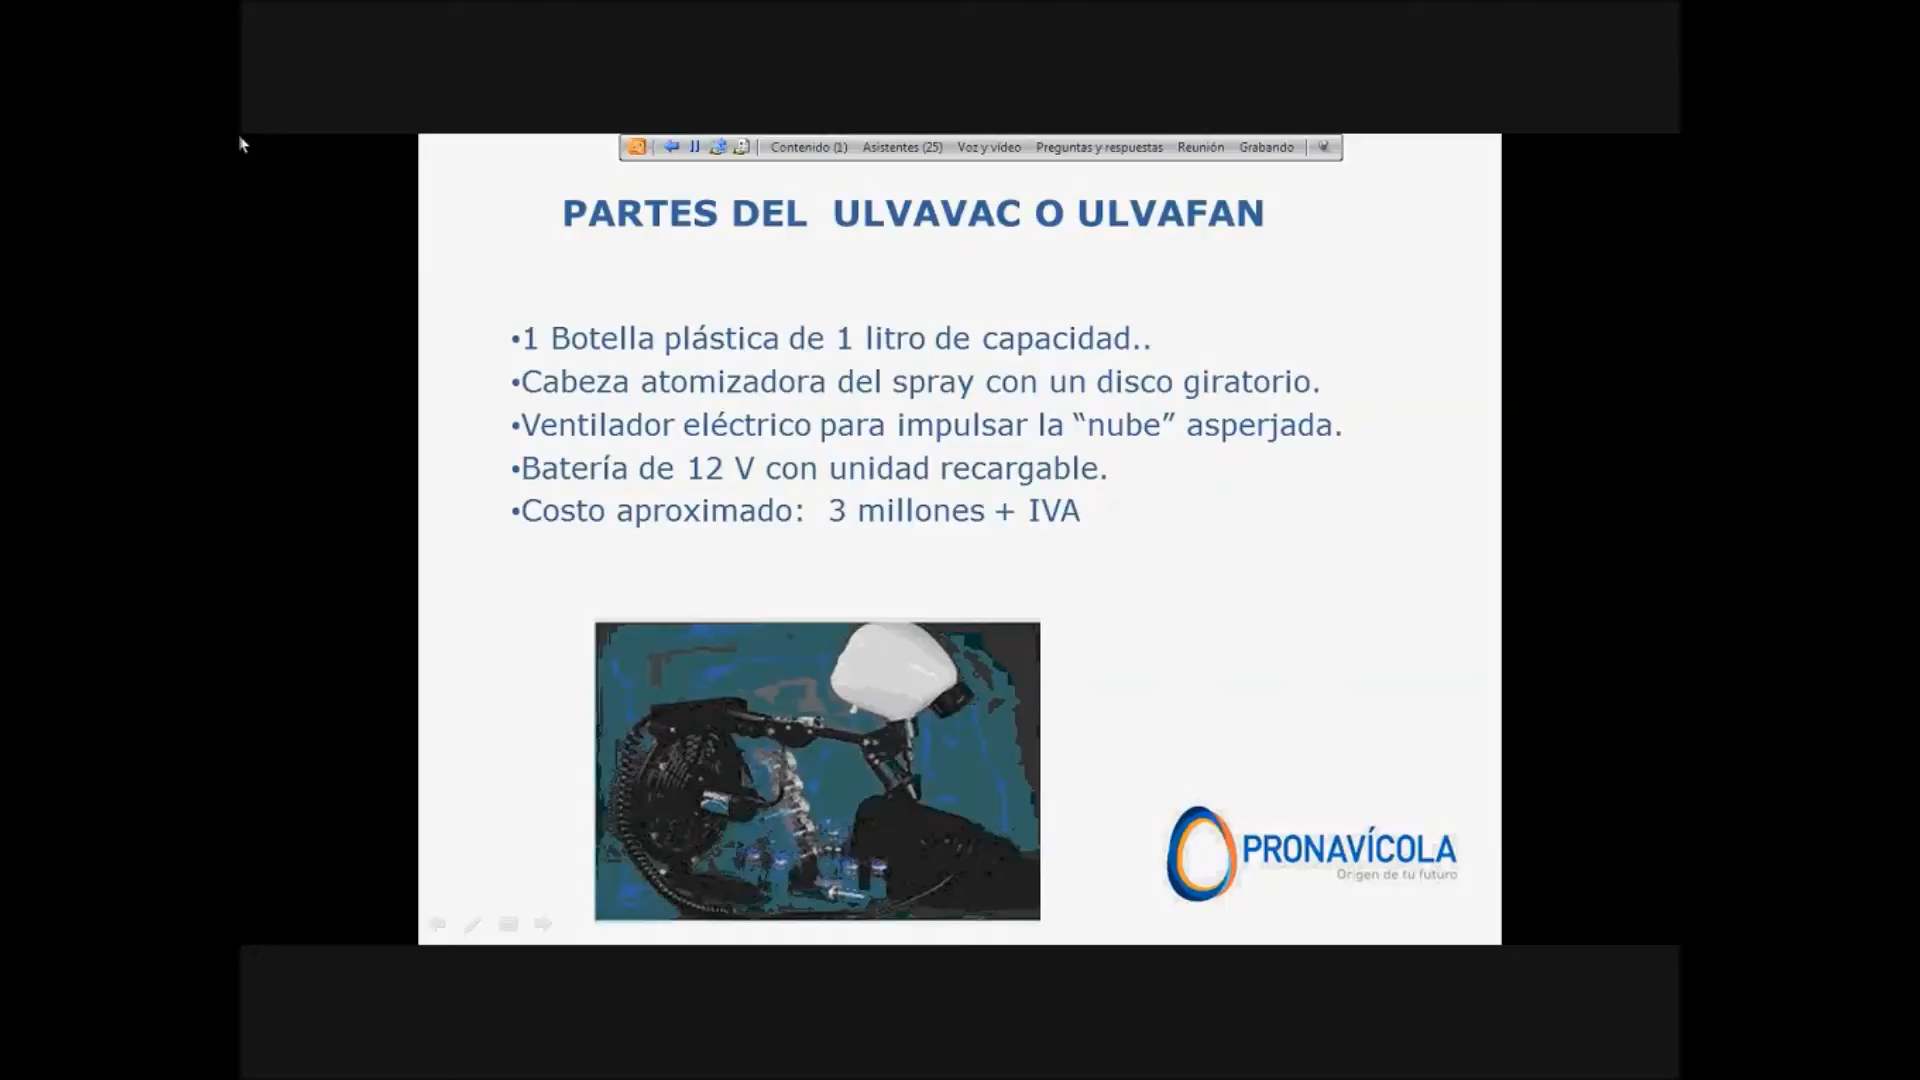 Contenido (1) Asistentes (25) Voz y vídeo Preguntas y respuestas Reunión Grabando
PARTES DEL ULVAVAC O ULVAFAN
•1 Botella plástica de 1 litro de capacidad..
•Cabeza atomizadora del spray con un disco giratorio.
•Ventilador eléctrico para impulsar la “nube” asperjada.
•Batería de 12 V con unidad recargable.
•Costo aproximado: 3 millones + IVA
PRONAVÍCOLA
Origen de tu futuro